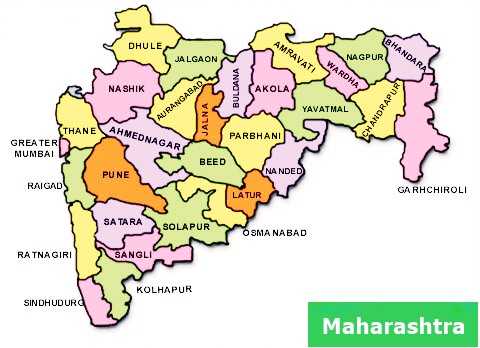 DHULE
JALGAON
AMRAVATI
NAGPUR
BHANDARA
NASHIK
AURANGABAD
JALNA
BULDANA
AKOLA
WARDHA
YAVATMAL
CHANDRAPUR
THANE
AHMEDNAGAR
PARBHANI
GREATER
MUMBAI
PUNE
BEED
NANDED
RAIGAD
LATUR
GARHCHIROLI
SATARA
SOLAPUR
OSMANABAD
RATNAGIRI
SANGLI
SINDHUDURG
KOLHAPUR
Maharashtra